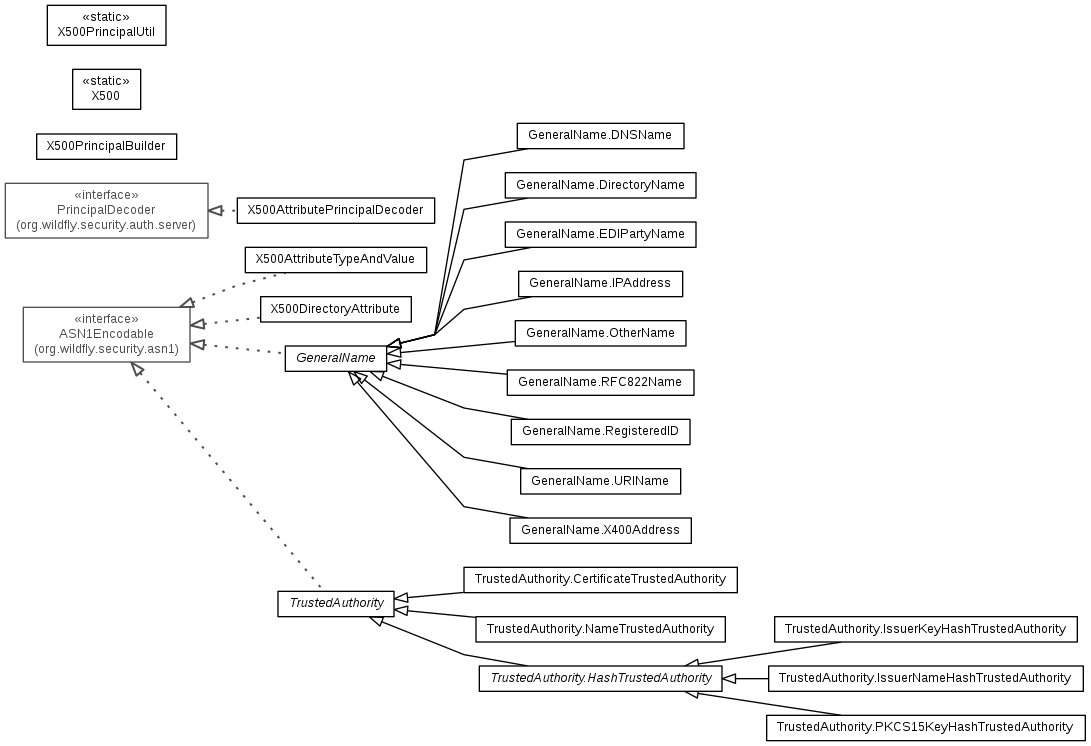 «static»
X500PrincipalUtil
«static»
X500
X500PrincipalBuilder
«interface»
PrincipalDecoder
(org.wildfly.security.auth.server)
X500AttributePrincipalDecoder
X500AttributeTypeAndValue
X500DirectoryAttribute
«interface»
ASN1Encodable
(org.wildfly.security.asn1)
GeneralName
GeneralName.DNSName
GeneralName.DirectoryName
GeneralName.EDIPartyName
GeneralName.IPAddress
GeneralName.OtherName
GeneralName.RFC822Name
GeneralName.RegisteredID
GeneralName.URIName
GeneralName.X400Address
TrustedAuthority
TrustedAuthority.CertificateTrustedAuthority
TrustedAuthority.NameTrustedAuthority
TrustedAuthority.HashTrustedAuthority
TrustedAuthority.IssuerKeyHashTrustedAuthority
TrustedAuthority.IssuerNameHashTrustedAuthority
TrustedAuthority.PKCS15KeyHashTrustedAuthority